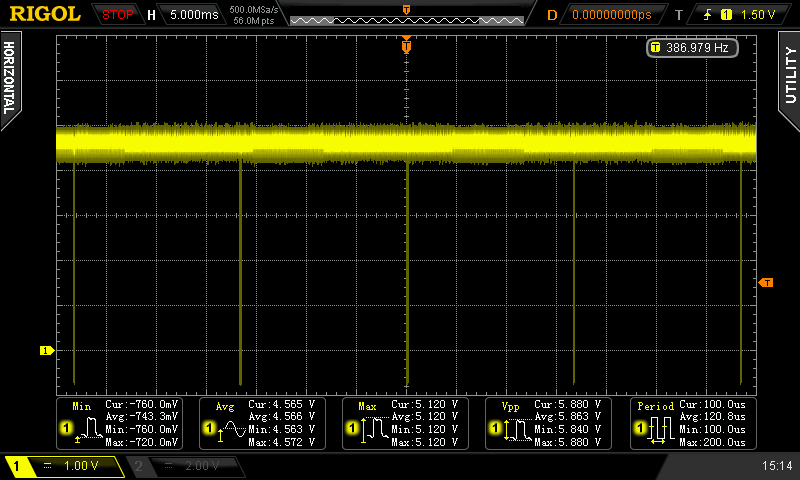 RIGOL STOP H 5.000ms 500.0MSa/s 56.0M pts T D 0.00000000ps T 1 1.50 V
HORIZONTAL
UTILITY
T 386.979 Hz
T
T
1
Min Cur:-760.0mV Avg:-743.3mV Min:-760.0mV Max:-720.0mV 1
Avg Cur:4.565 V Avg:4.566 V Min:4.563 V Max:4.572 V 1
Max Cur:5.120 V Avg:5.120 V Min:5.120 V Max:5.120 V 1
Vpp Cur:5.880 V Avg:5.863 V Min:5.840 V Max:5.880 V 1
Period Cur:100.0us Avg:120.8us Min:100.0us Max:200.0us 1
1 1.00 V 2 2.00 V 15:14